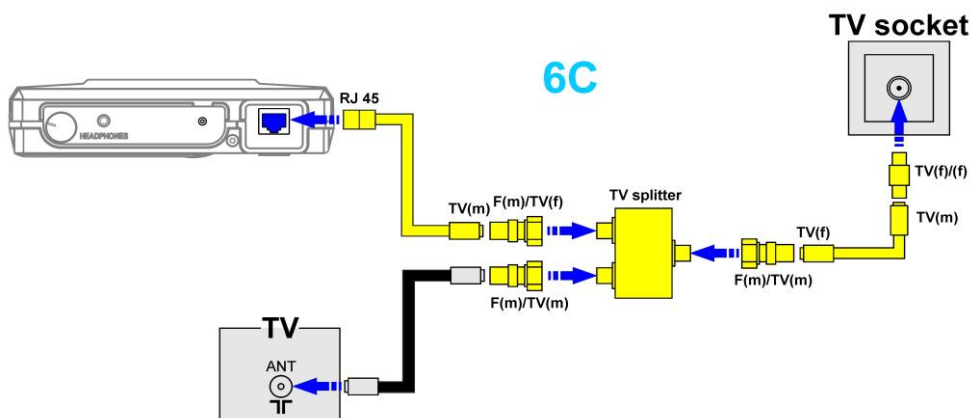 TV socket
6C
RJ 45
HEADPHONES
TV(f)/(f)
TV(m)
F(m)/TV(f)
TV splitter
TV(m)
TV(f)
F(m)/TV(m)
F(m)/TV(m)
TV
ANT